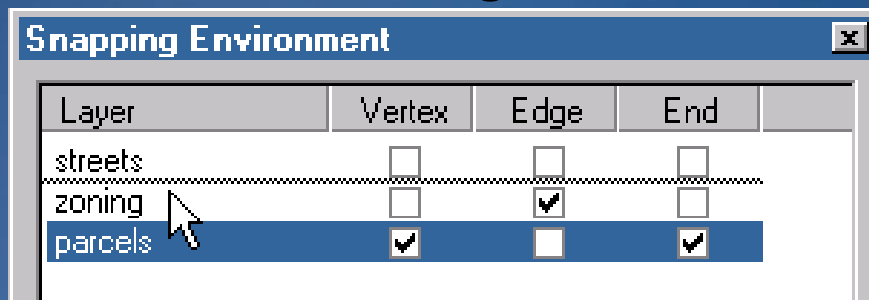 Snapping Environment
Layer Vertex Edge End
streets
zoning
parcels